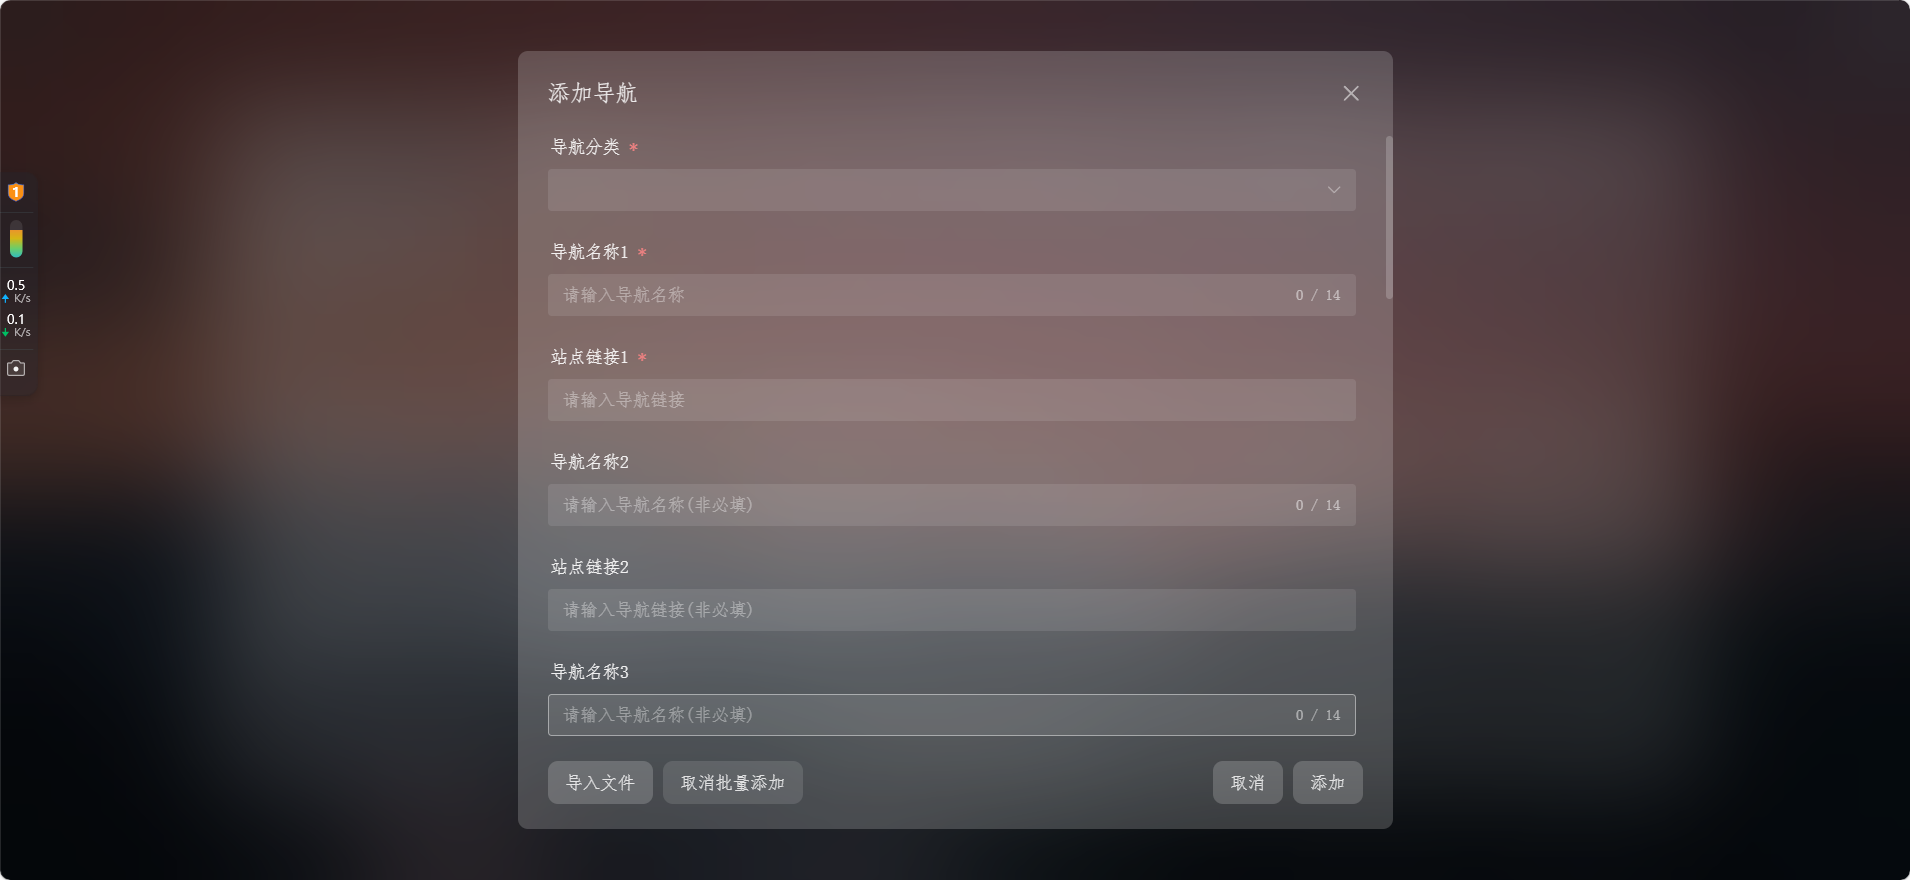 添加导航
导航分类 *
导航名称1 *
请输入导航名称 0 / 14
站点链接1 *
请输入导航链接
导航名称2
请输入导航名称(非必填) 0 / 14
站点链接2
请输入导航链接(非必填)
导航名称3
请输入导航名称(非必填) 0 / 14
导入文件 取消批量添加 取消 添加
1
0.5
K/s
0.1
K/s